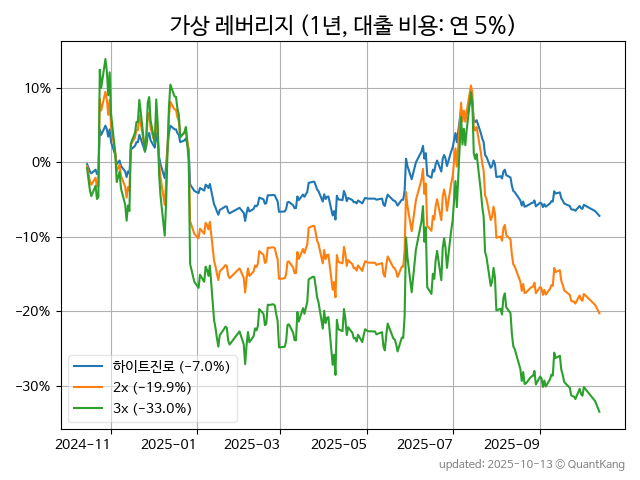 가상 레버리지 (1년, 대출 비용: 연 5%)
10%
0%
−10%
−20%
−30%
하이트진로 (−7.0%)
2x (−19.9%)
3x (−33.0%)
2024-11 2025-01 2025-03 2025-05 2025-07 2025-09
updated: 2025-10-13 © QuantKang